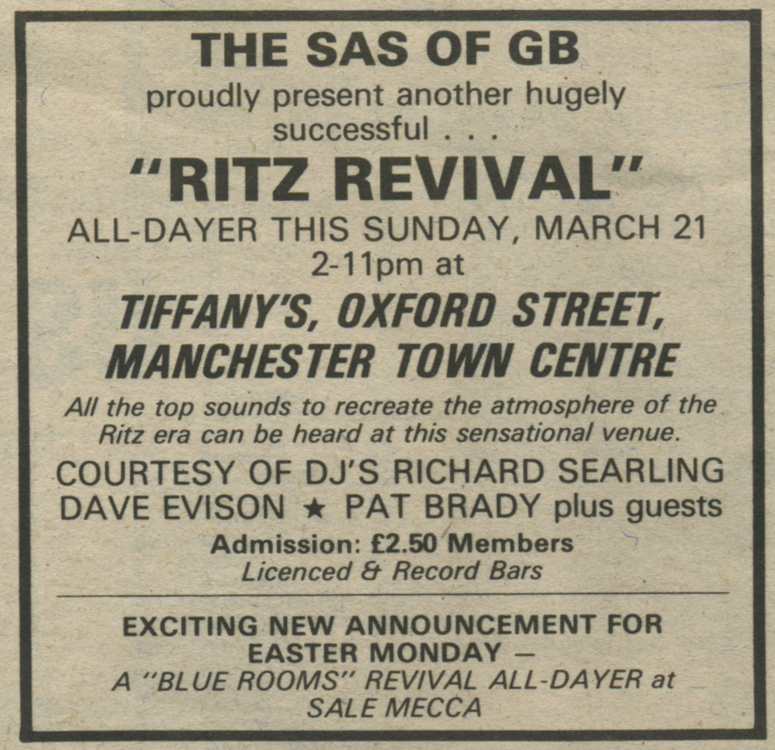 THE SAS OF GB
proudly present another hugely
successful . . .
"RITZ REVIVAL"
ALL-DAYER THIS SUNDAY, MARCH 21
2-11pm at
TIFFANY'S, OXFORD STREET,
MANCHESTER TOWN CENTRE
All the top sounds to recreate the atmosphere of the
Ritz era can be heard at this sensational venue.
COURTESY OF DJ'S RICHARD SEARLING
DAVE EVISON ★ PAT BRADY plus guests
Admission: £2.50 Members
Licenced & Record Bars
EXCITING NEW ANNOUNCEMENT FOR
EASTER MONDAY —
A "BLUE ROOMS" REVIVAL ALL-DAYER at
SALE MECCA